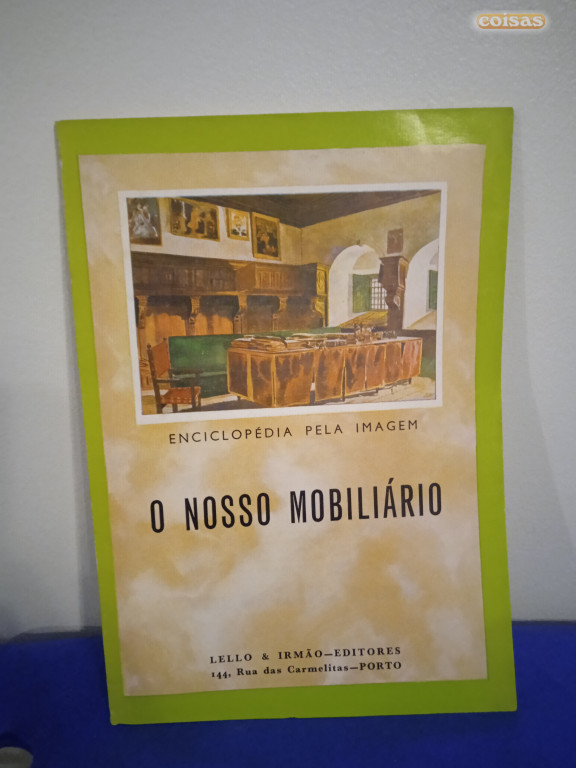 coisas
ENCICLOPÉDIA PELA IMAGEM
O NOSSO MOBILIÁRIO
LELLO & IRMÃO—EDITORES
144, Rua das Carmelitas—PORTO